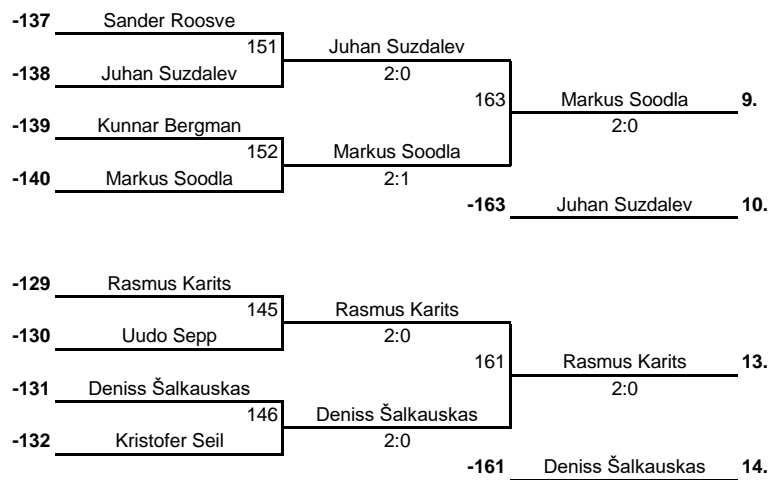 -137 Sander Roosve
151 Juhan Suzdalev
-138 Juhan Suzdalev 2:0
163 Markus Soodla 9.
-139 Kunnar Bergman 2:0
152 Markus Soodla
-140 Markus Soodla 2:1
-163 Juhan Suzdalev 10.
-129 Rasmus Karits
145 Rasmus Karits
-130 Uudo Sepp 2:0
161 Rasmus Karits 13.
-131 Deniss Šalkauskas 2:0
146 Deniss Šalkauskas
-132 Kristofer Seil 2:0
-161 Deniss Šalkauskas 14.